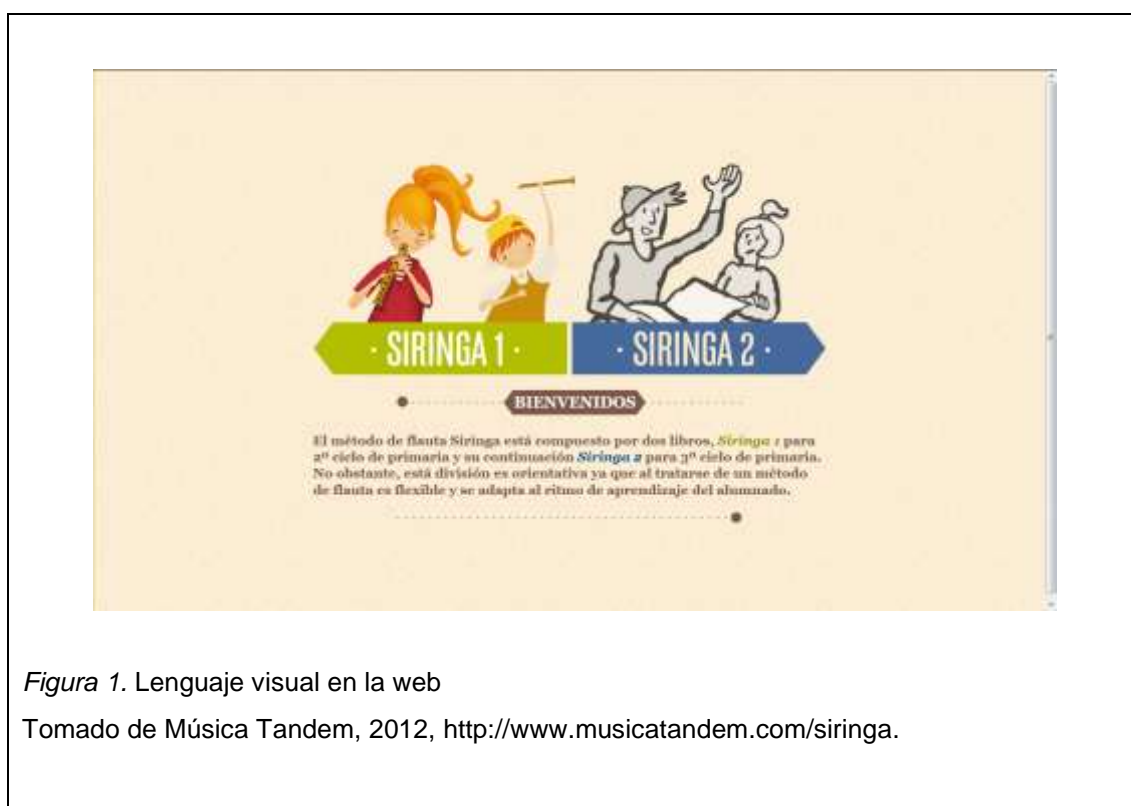 · SIRINGA 1 ·
· SIRINGA 2 ·
BIENVENIDOS
El método de flauta Siringa está compuesto por dos libros, Siringa 1 para
2º ciclo de primaria y su continuación Siringa 2 para 3º ciclo de primaria.
No obstante, está división es orientativa ya que al tratarse de un método
de flauta es flexible y se adapta al ritmo de aprendizaje del alumnado.
Figura 1. Lenguaje visual en la web
Tomado de Música Tandem, 2012, http://www.musicatandem.com/siringa.